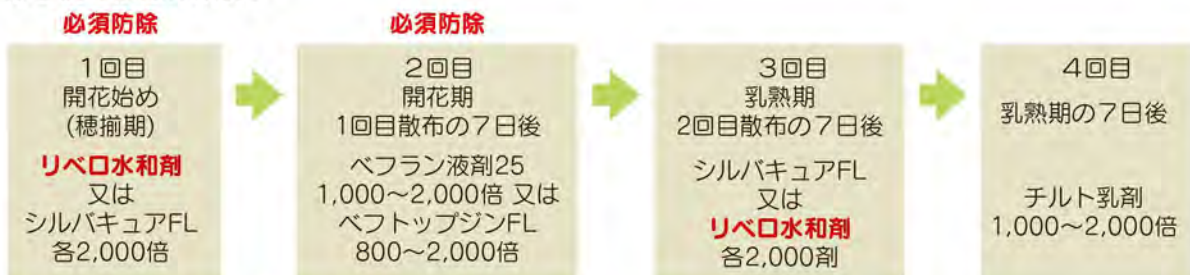 必須防除
1回目
開花始め
(穂揃期)
リベロ水和剤
又は
シルバキュアFL
各2,000倍
必須防除
2回目
開花期
1回目散布の7日後
ベフラン液剤25
1,000～2,000倍 又は
ベフトップジンFL
800～2,000倍
3回目
乳熟期
2回目散布の7日後
シルバキュアFL
又は
リベロ水和剤
各2,000剤
4回目
乳熟期の7日後
チルト乳剤
1,000～2,000倍